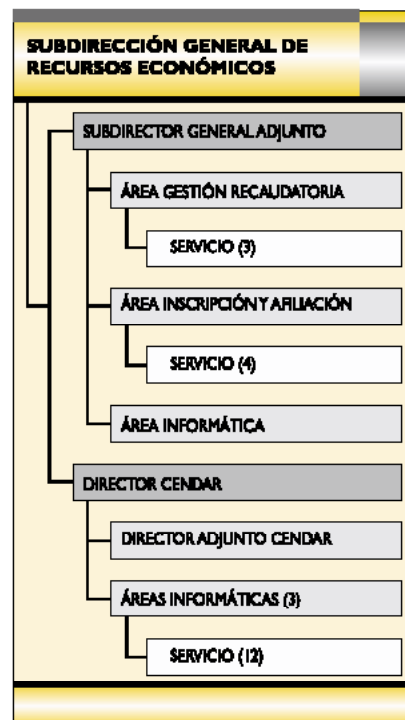 SUBDIRECCIÓN GENERAL DE
RECURSOS ECONÓMICOS
SUBDIRECTOR GENERAL ADJUNTO
ÁREA GESTIÓN RECAUDATORIA
SERVICIO (3)
ÁREA INSCRIPCIÓN Y AFILIACIÓN
SERVICIO (4)
ÁREA INFORMÁTICA
DIRECTOR CENDAR
DIRECTOR ADJUNTO CENDAR
ÁREAS INFORMÁTICAS (3)
SERVICIO (12)